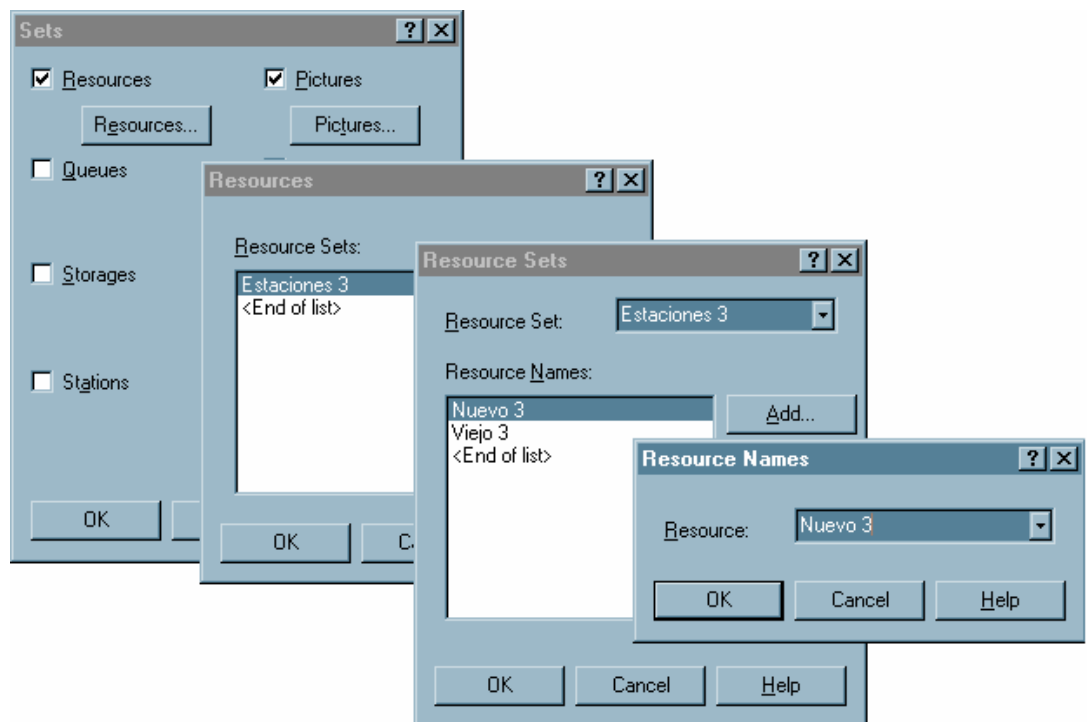 Sets
Resources
Pictures
Resources...
Pictures...
Queues
Storages
Stations
OK
Resources
Resource Sets:
Estaciones 3
<End of list>
OK
Resource Sets
Resource Set:
Estaciones 3
Resource Names:
Nuevo 3
Viejo 3
<End of list>
Add...
OK
Cancel
Help
Resource Names
Resource:
Nuevo 3
OK
Cancel
Help